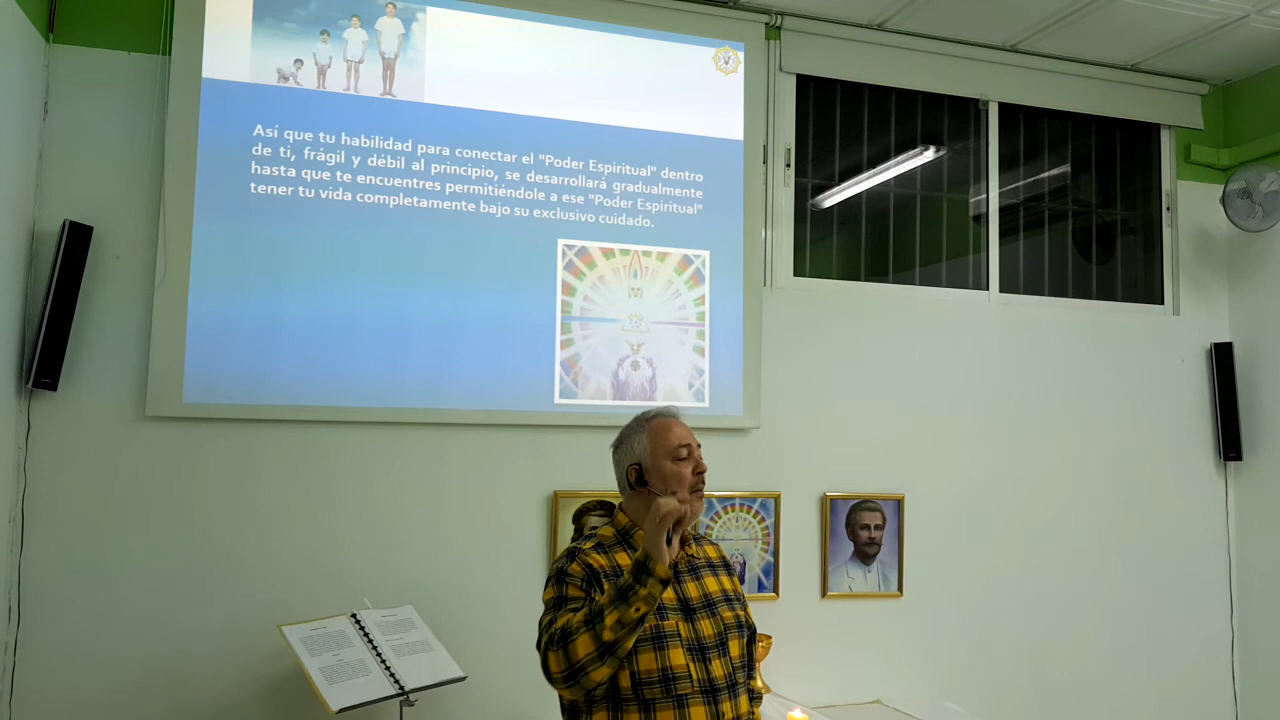 Así que tu habilidad para conectar el "Poder Espiritual" dentro
de ti, frágil y débil al principio, se desarrollará gradualmente
hasta que te encuentres permitiéndole a ese "Poder Espiritual"
tener tu vida completamente bajo su exclusivo cuidado.